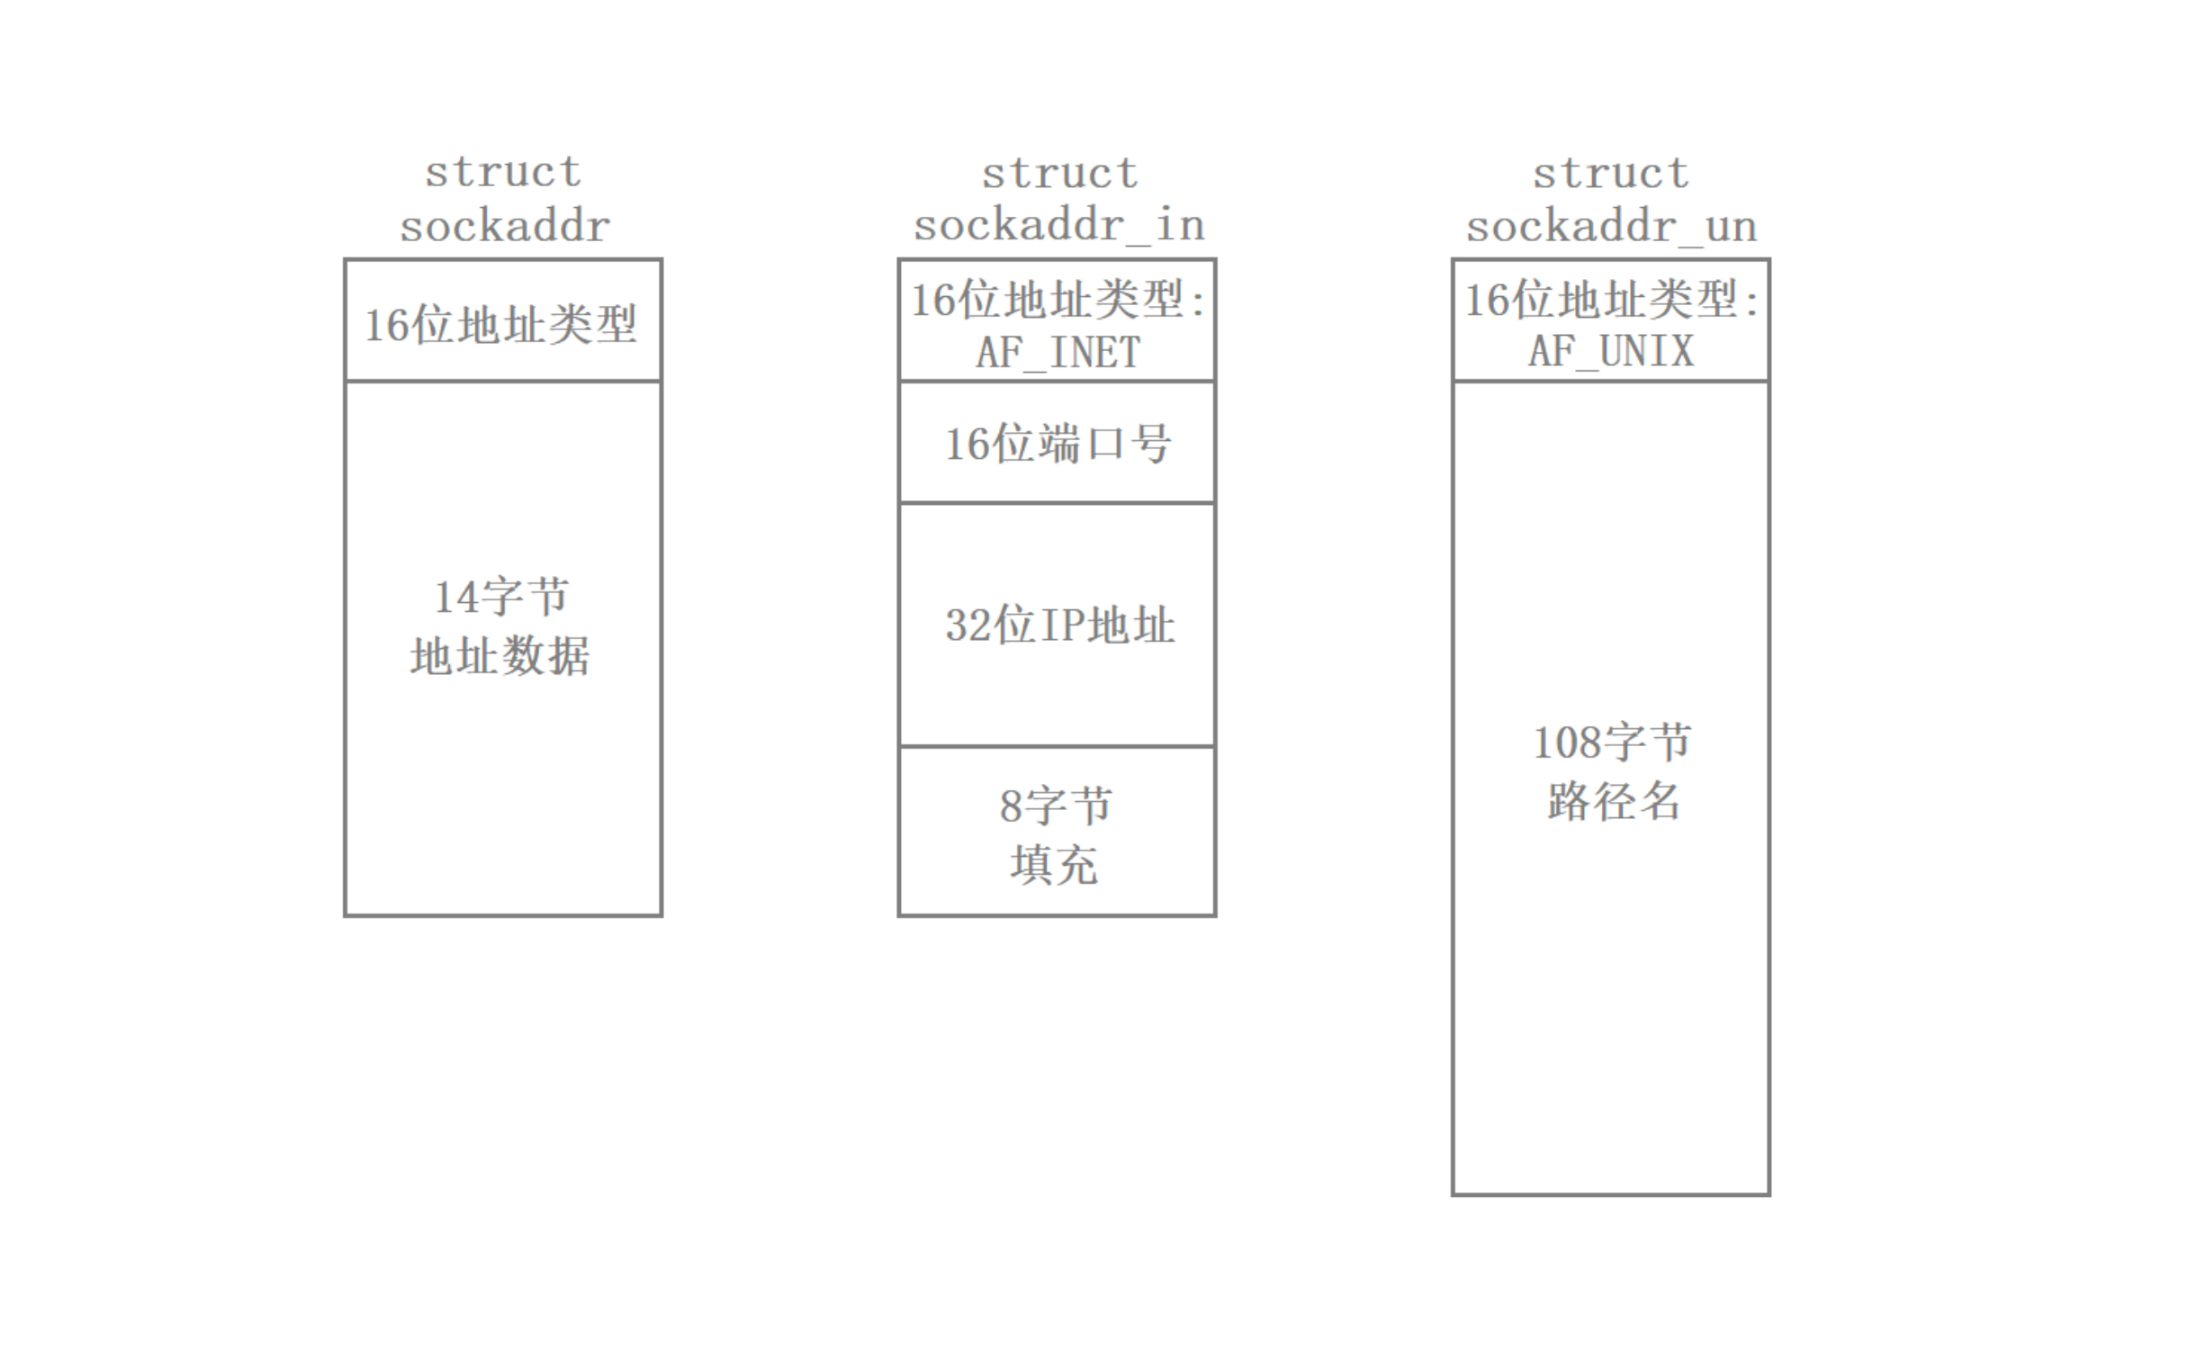 struct
sockaddr
16位地址类型
14字节
地址数据
struct
sockaddr_in
16位地址类型:
AF_INET
16位端口号
32位IP地址
8字节
填充
struct
sockaddr_un
16位地址类型:
AF_UNIX
108字节
路径名